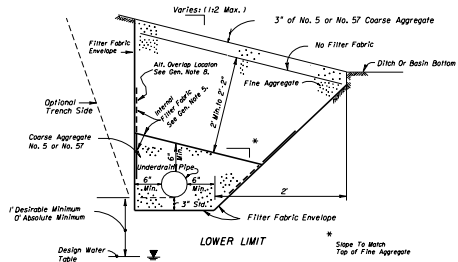 Varies: (1:2 Max.)
3" of No. 5 or No. 57 Coarse Aggregate
Filter Fabric
Envelope
No Filter Fabric
Alt. Overlap Locaton
See Gen. Note 8.
Ditch Or Basin Bottom
Fine Aggregate
Optional
Trench Side
Internal
Filter Fabric
See Gen. Note 5.
2' Min to 2'-2"
*
Coarse Aggregate
No. 5 or No. 57
6"
Min.
Underdrain Pipe
6"
Min.
6"
Min.
2'
3" Std.
1' Desirable Minimum
0' Absolute Minimum
Filter Fabric Envelope
Design Water
Table
LOWER LIMIT
*
Slope To Match
Top of Fine Aggregate